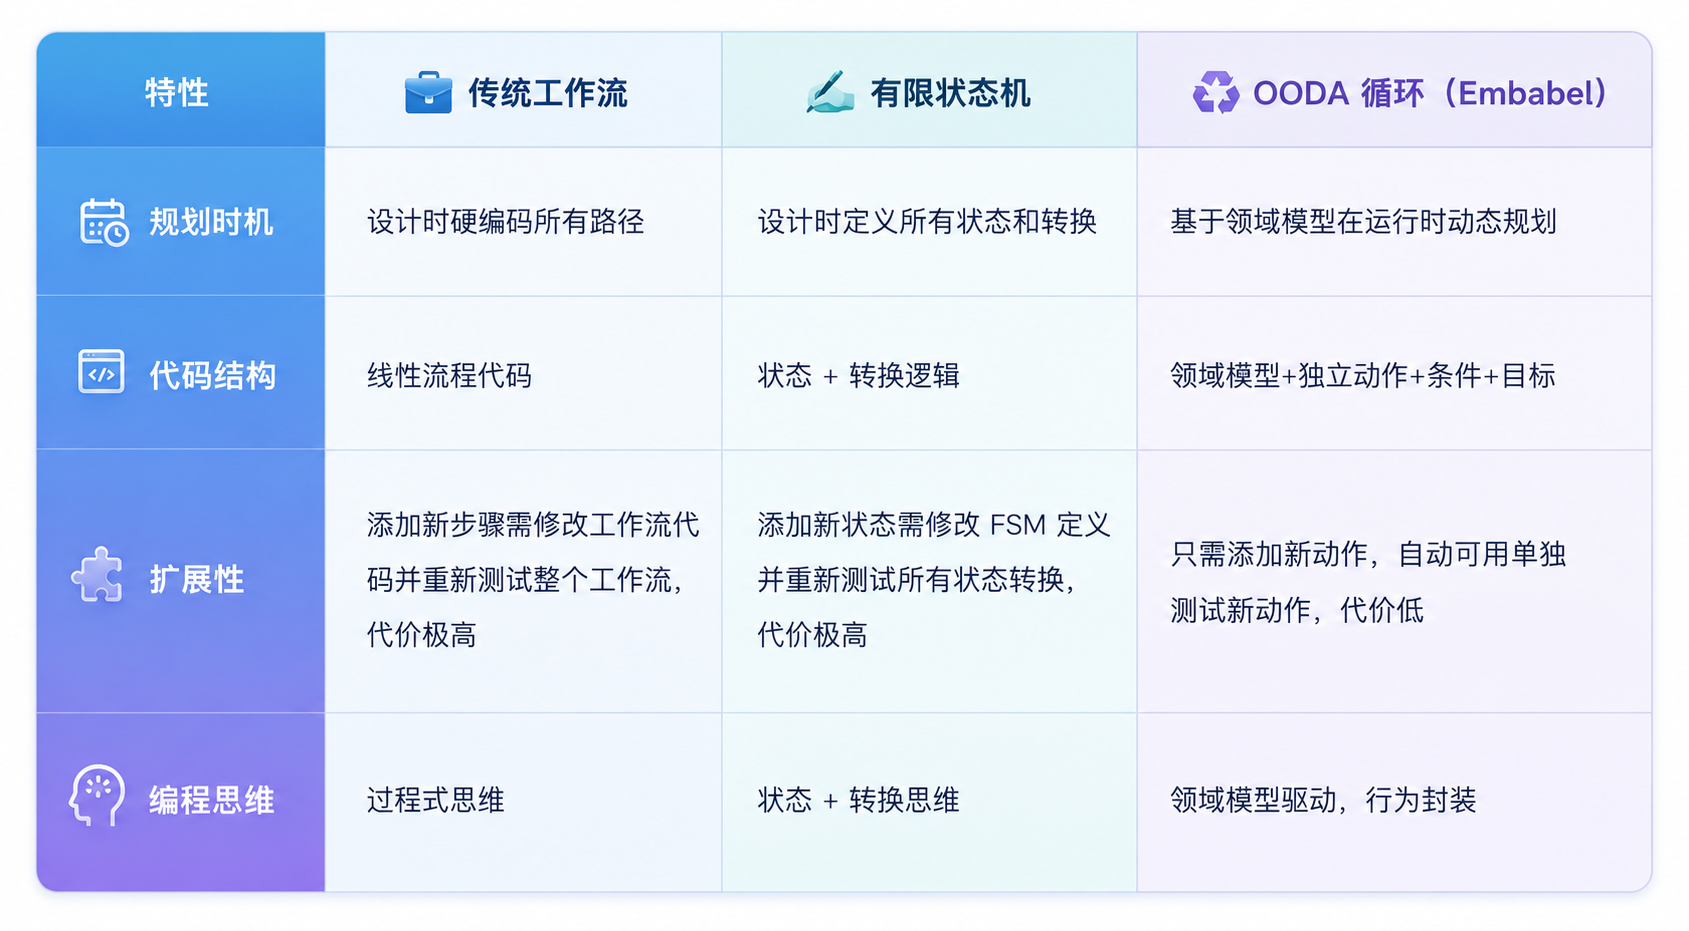 特性
传统工作流
有限状态机
OODA 循环（Embabel）
规划时机
设计时硬编码所有路径
设计时定义所有状态和转换
基于领域模型在运行时动态规划
代码结构
线性流程代码
状态 + 转换逻辑
领域模型+独立动作+条件+目标
扩展性
添加新步骤需修改工作流代
码并重新测试整个工作流，
代价极高
添加新状态需修改 FSM 定义
并重新测试所有状态转换，
代价极高
只需添加新动作，自动可用单独
测试新动作，代价低
编程思维
过程式思维
状态 + 转换思维
领域模型驱动，行为封装